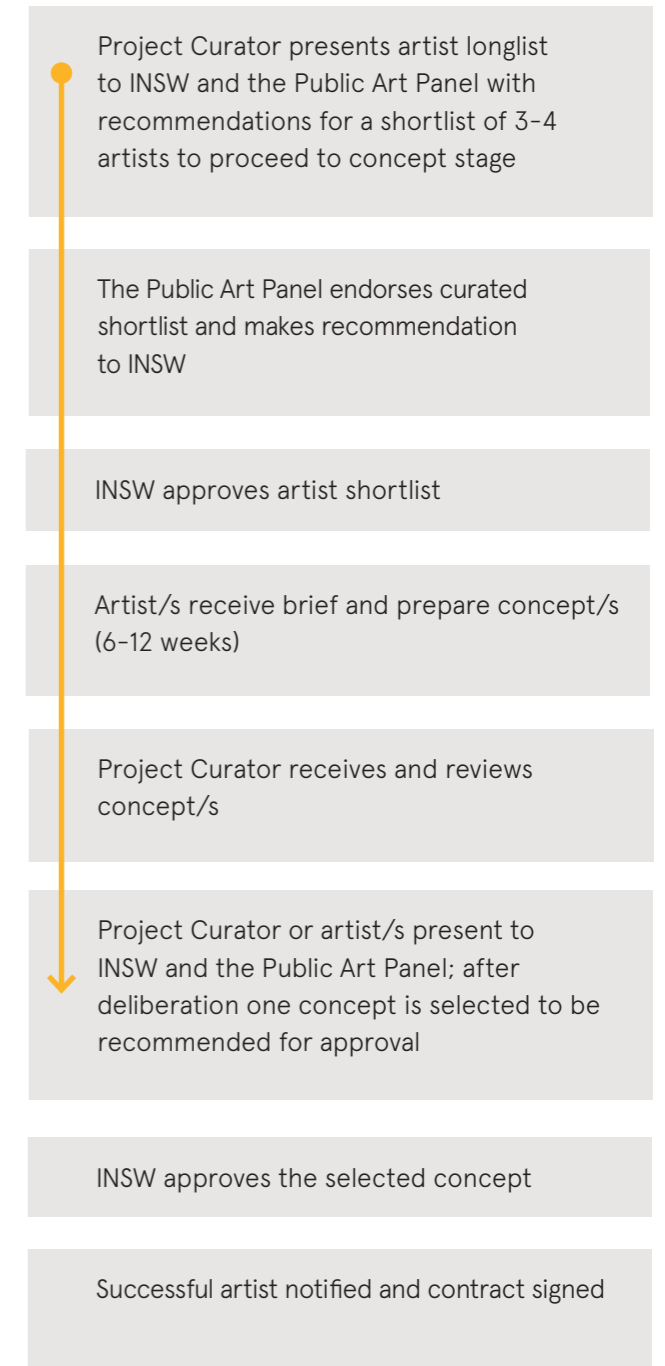 Project Curator presents artist longlist
to INSW and the Public Art Panel with
recommendations for a shortlist of 3-4
artists to proceed to concept stage
The Public Art Panel endorses curated
shortlist and makes recommendation
to INSW
INSW approves artist shortlist
Artist/s receive brief and prepare concept/s
(6-12 weeks)
Project Curator receives and reviews
concept/s
Project Curator or artist/s present to
INSW and the Public Art Panel; after
deliberation one concept is selected to be
recommended for approval
INSW approves the selected concept
Successful artist notified and contract signed